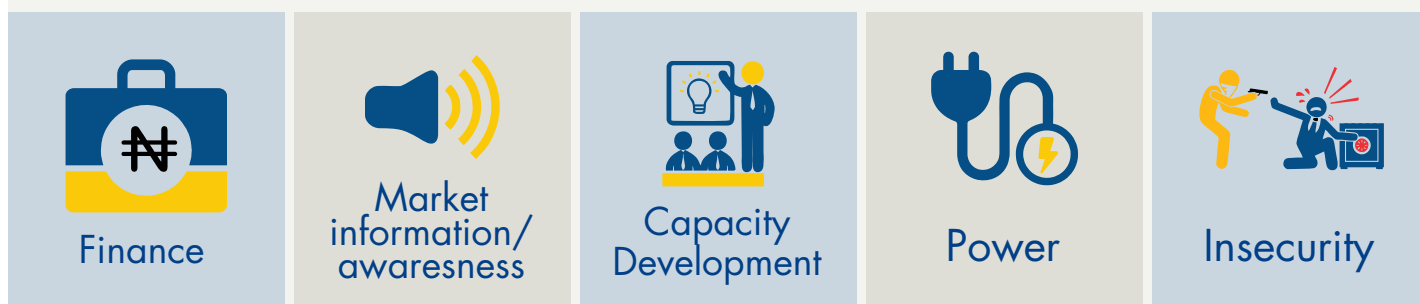 ₦
Finance
Market
information/
awaresness
Capacity
Development
Power
Insecurity